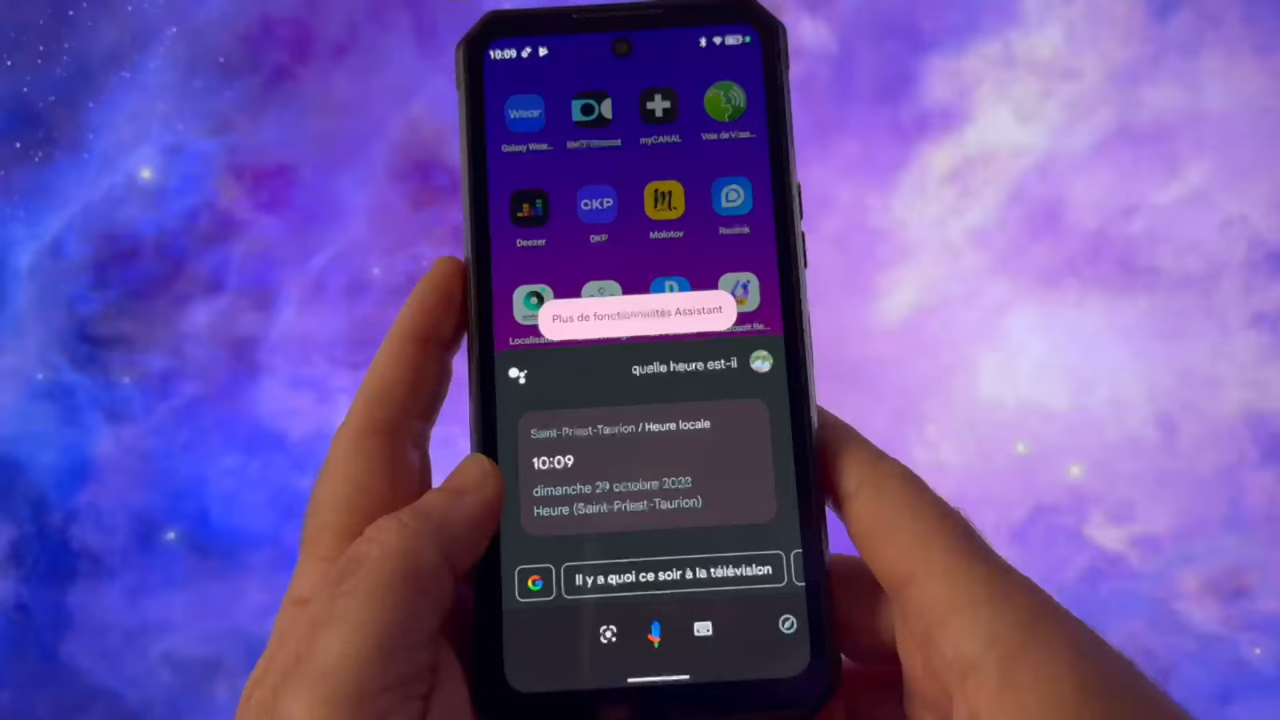 10:09
Wear
Galaxy Wear...
myCANAL
Voix de
Deezer
OKP
OKP
m.
Molotov
Plus de fonctionnalités Assistant
quelle heure est-il
Saint-Priest-Taurion / Heure locale
10:09
dimanche 29 octobre 2023
Heure (Saint-Priest-Taurion)
G
Il y a quoi ce soir à la télévision